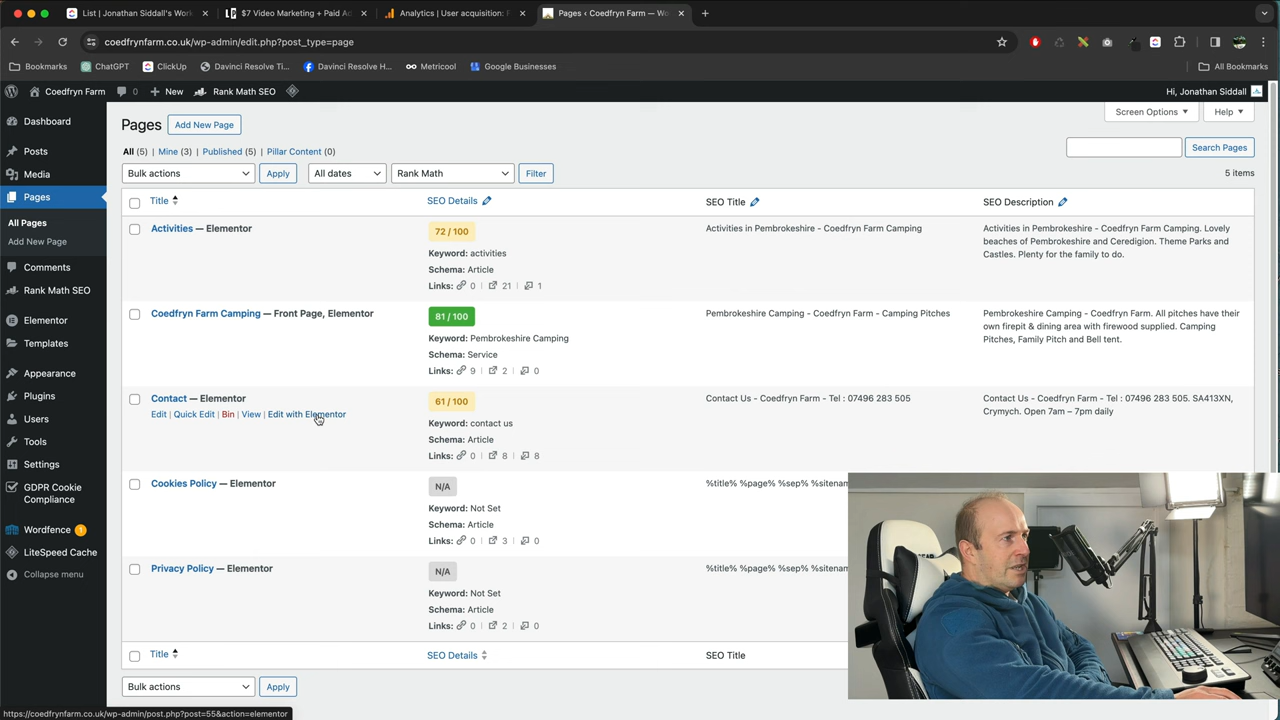 List | Jonathan Siddall's Work
$7 Video Marketing + Paid Ad
Analytics | User acquisition: F
Pages ‹ Coedfryn Farm — Wo
coedfrynfarm.co.uk/wp-admin/edit.php?post_type=page
Bookmarks
ChatGPT
ClickUp
Davinci Resolve Ti...
Davinci Resolve H...
Metricool
Google Businesses
All Bookmarks
Coedfryn Farm
0
New
Rank Math SEO
Hi, Jonathan Siddall
Dashboard
Posts
Media
Pages
All Pages
Add New Page
Comments
Rank Math SEO
Elementor
Templates
Appearance
Plugins
Users
Tools
Settings
GDPR Cookie
Compliance
Wordfence 1
LiteSpeed Cache
Collapse menu
Pages
Add New Page
Screen Options
Help
All (5) | Mine (3) | Published (5) | Pillar Content (0)
Search Pages
Bulk actions
Apply
All dates
Rank Math
Filter
5 items
Title
SEO Details
SEO Title
SEO Description
Activities — Elementor
72 / 100
Keyword: activities
Schema: Article
Links: 0 | 21 | 1
Activities in Pembrokeshire - Coedfryn Farm Camping
Activities in Pembrokeshire - Coedfryn Farm Camping. Lovely
beaches of Pembrokeshire and Ceredigion. Theme Parks and
Castles. Plenty for the family to do.
Coedfryn Farm Camping — Front Page, Elementor
81 / 100
Keyword: Pembrokeshire Camping
Schema: Service
Links: 9 | 2 | 0
Pembrokeshire Camping - Coedfryn Farm - Camping Pitches
Pembrokeshire Camping - Coedfryn Farm. All pitches have their
own firepit & dining area with firewood supplied. Camping
Pitches, Family Pitch and Bell tent.
Contact — Elementor
Edit | Quick Edit | Bin | View | Edit with Elementor
61 / 100
Keyword: contact us
Schema: Article
Links: 0 | 8 | 8
Contact Us - Coedfryn Farm - Tel : 07496 283 505
Contact Us - Coedfryn Farm - Tel : 07496 283 505. SA413XN,
Crymych. Open 7am – 7pm daily
Cookies Policy — Elementor
N/A
Keyword: Not Set
Schema: Article
Links: 0 | 3 | 0
%title% %page% %sep% %sitenam
Privacy Policy — Elementor
N/A
Keyword: Not Set
Schema: Article
Links: 0 | 2 | 0
%title% %page% %sep% %sitenam
Title
SEO Details
SEO Title
Bulk actions
Apply
https://coedfrynfarm.co.uk/wp-admin/post.php?post=55&action=elementor